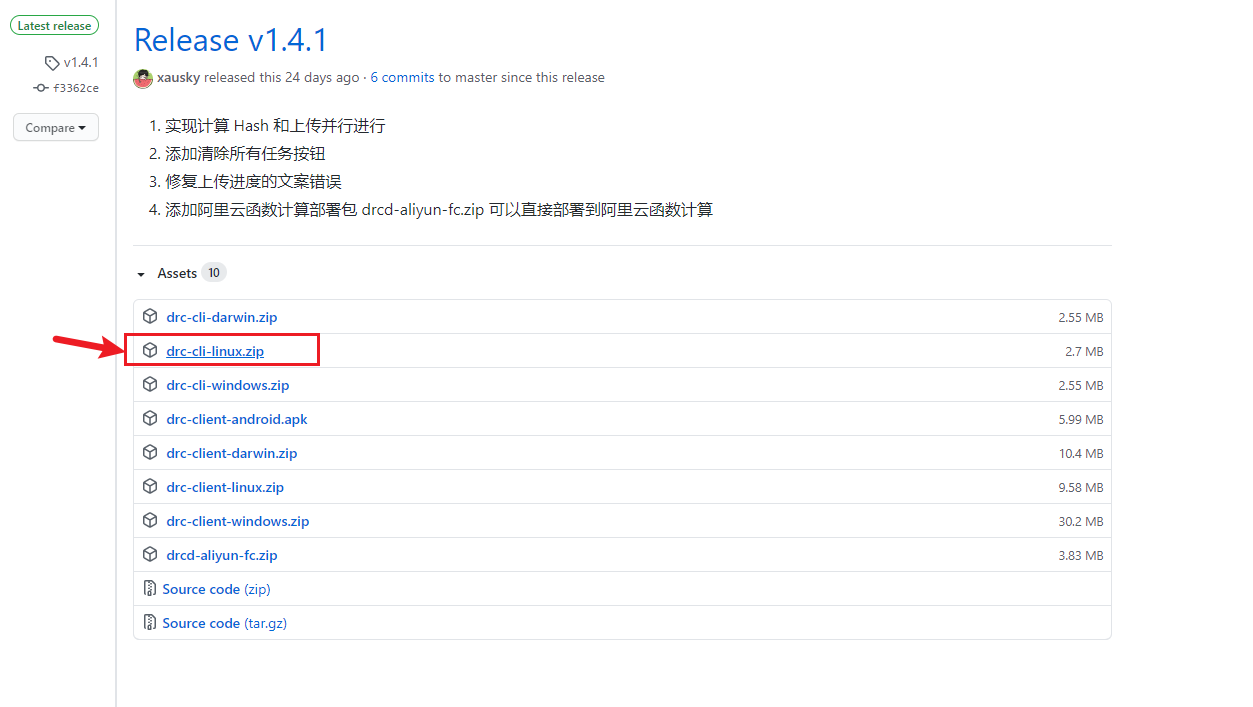 Latest release
v1.4.1
f3362ce
Compare
Release v1.4.1
xausky released this 24 days ago · 6 commits to master since this release
1. 实现计算 Hash 和上传并行进行
2. 添加清除所有任务按钮
3. 修复上传进度的文案错误
4. 添加阿里云函数计算部署包 drcd-aliyun-fc.zip 可以直接部署到阿里云函数计算
Assets 10
drc-cli-darwin.zip 2.55 MB
drc-cli-linux.zip 2.7 MB
drc-cli-windows.zip 2.55 MB
drc-client-android.apk 5.99 MB
drc-client-darwin.zip 10.4 MB
drc-client-linux.zip 9.58 MB
drc-client-windows.zip 30.2 MB
drcd-aliyun-fc.zip 3.83 MB
Source code (zip)
Source code (tar.gz)